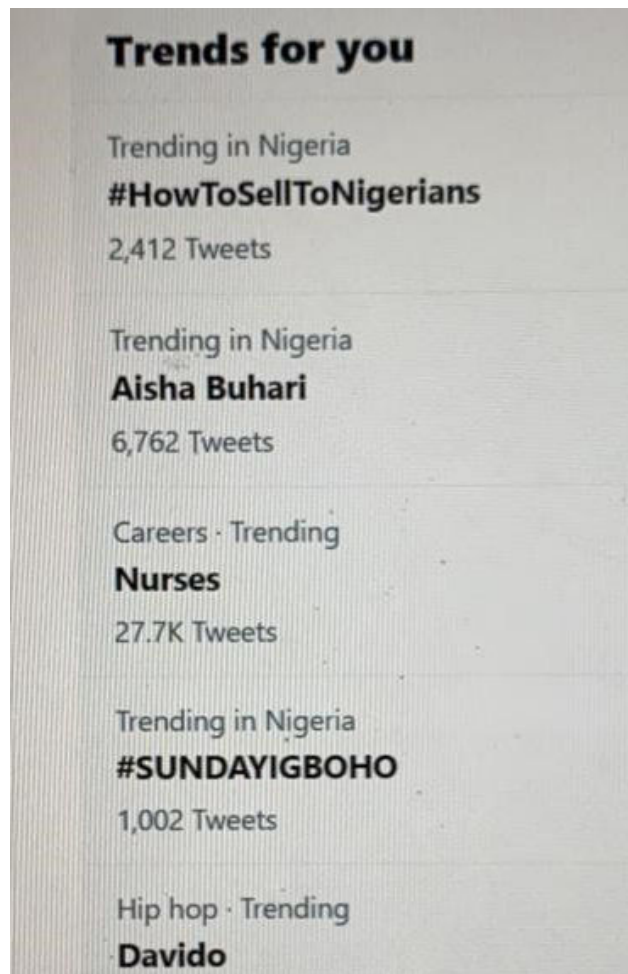 Trends for you
Trending in Nigeria
#HowToSellToNigerians
2,412 Tweets
Trending in Nigeria
Aisha Buhari
6,762 Tweets
Careers · Trending
Nurses
27.7K Tweets
Trending in Nigeria
#SUNDAYIGBOHO
1,002 Tweets
Hip hop · Trending
Davido